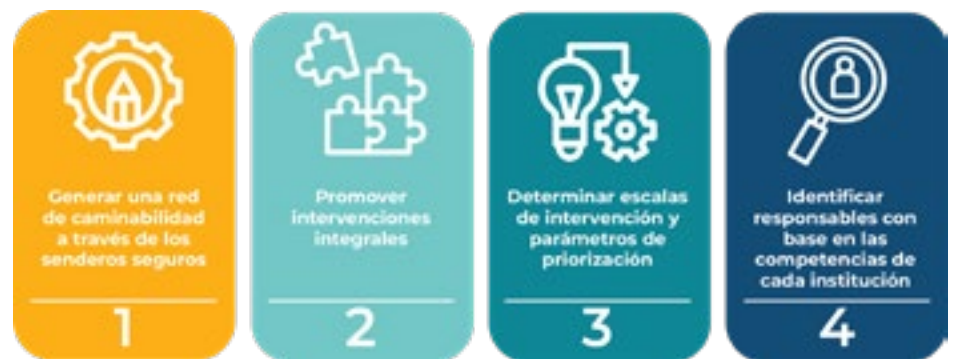 Generar una red
de caminabilidad
a través de los
senderos seguros
1
Promover
intervenciones
integrales
2
Determinar escalas
de intervención y
parámetros de
priorización
3
Identificar
responsables con
base en las
competencias de
cada institución
4